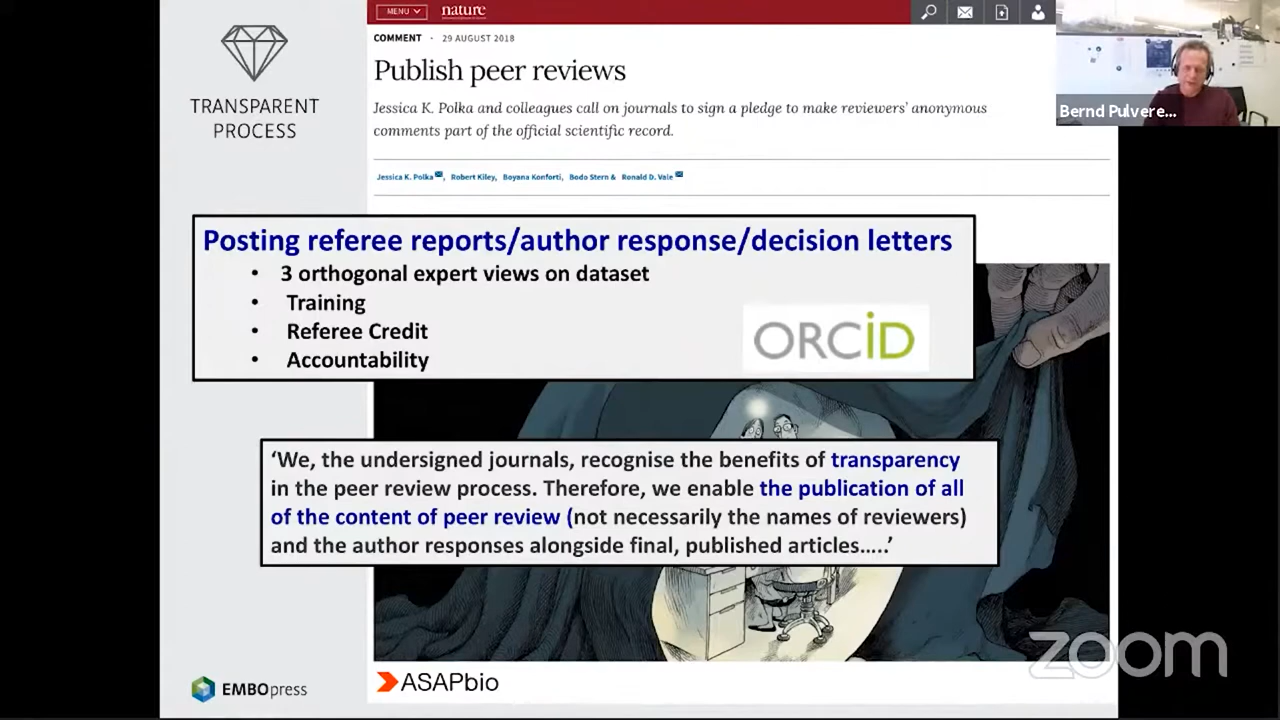 TRANSPARENT
PROCESS
MENU
nature
COMMENT · 29 AUGUST 2018
Publish peer reviews
Jessica K. Polka and colleagues call on journals to sign a pledge to make reviewers' anonymous
comments part of the official scientific record.
Jessica K. Polka, Robert Kiley, Boyana Konforti, Bodo Stern & Ronald D. Vale
Bernd Pulvere...
Posting referee reports/author response/decision letters
• 3 orthogonal expert views on dataset
• Training
• Referee Credit
• Accountability
ORCiD
‘We, the undersigned journals, recognise the benefits of transparency
in the peer review process. Therefore, we enable the publication of all
of the content of peer review (not necessarily the names of reviewers)
and the author responses alongside final, published articles.....’
EMBOpress
ASAPbio
zoom